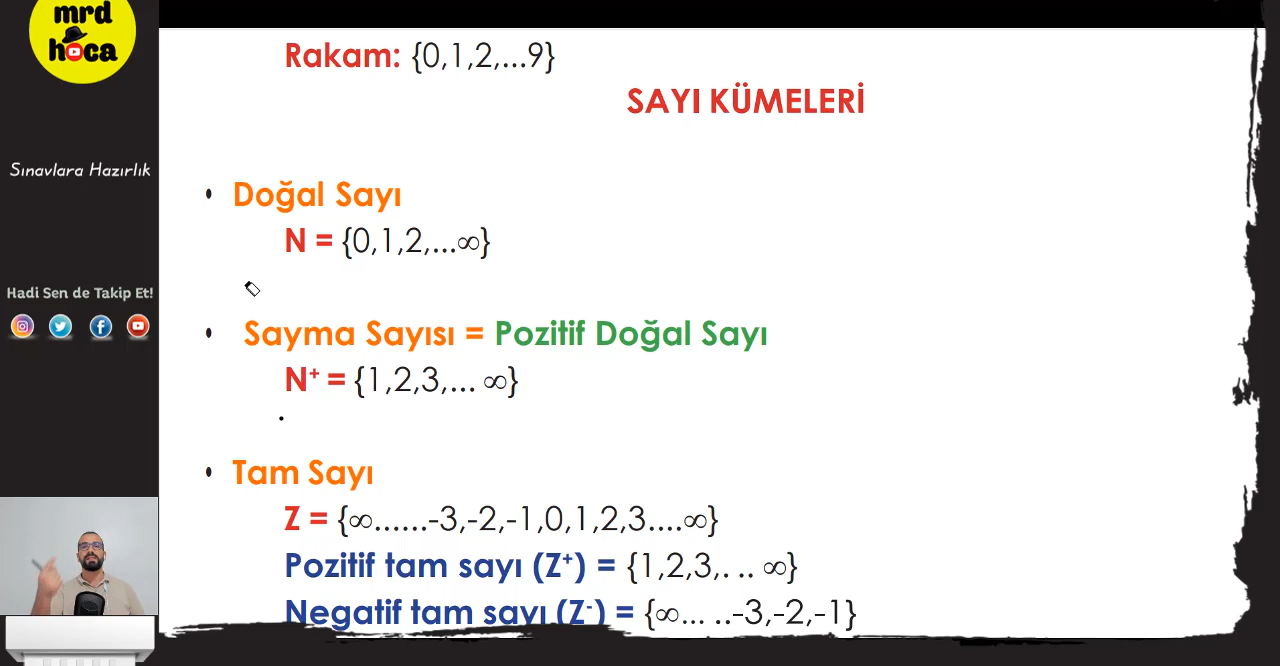 mrd
hoca
Sınavlara Hazırlık
Hadi Sen de Takip Et!
Rakam: {0,1,2,...9}
SAYI KÜMELERİ
• Doğal Sayı
N = {0,1,2,...∞}
• Sayma Sayısı = Pozitif Doğal Sayı
N⁺ = {1,2,3,... ∞}
• Tam Sayı
Z = {∞......-3,-2,-1,0,1,2,3....∞}
Pozitif tam sayı (Z⁺) = {1,2,3,. .. ∞}
Negatif tam sayı (Z⁻) = {∞... ..-3,-2,-1}